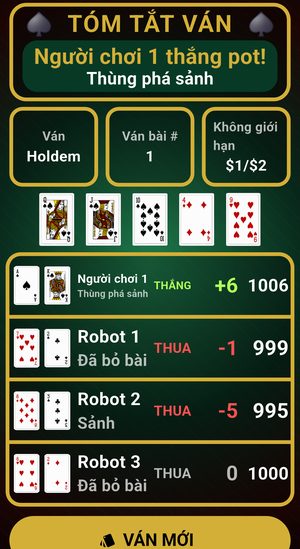 TÓM TẮT VÁN
Người chơi 1 thắng pot!
Thùng phá sảnh
Ván
Holdem
Ván bài #
1
Không giới
hạn
$1/$2
Người chơi 1
Thùng phá sảnh
THẮNG
+6
1006
Robot 1
Đã bỏ bài
THUA
-1
999
Robot 2
Sảnh
THUA
-5
995
Robot 3
Đã bỏ bài
THUA
0
1000
VÁN MỚI